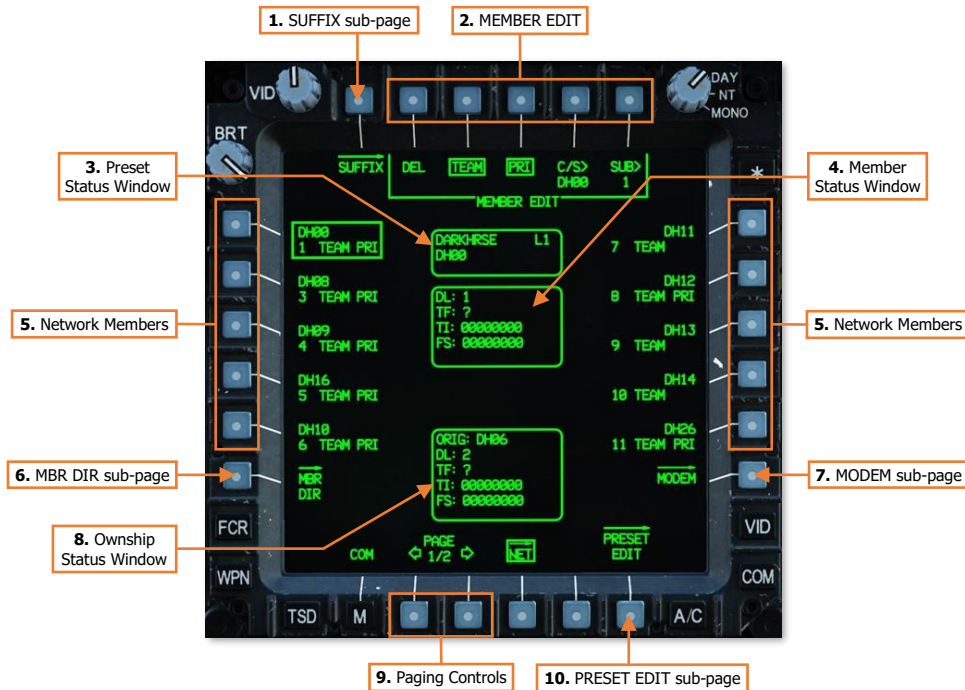 1. SUFFIX sub-page
2. MEMBER EDIT
VID
DAY
NT
MONO
BRT
3. Preset
Status Window
4. Member
Status Window
SUFFIX
DEL
TEAM
PRI
C/S>
DH00
SUB>
1
MEMBER EDIT
*
DH00
1 TEAM PRI
DARKHRSE L1
DH00
DH11
7 TEAM
DH08
3 TEAM PRI
DL: 1
TF: ?
TI: 00000000
FS: 00000000
DH12
8 TEAM PRI
5. Network Members
5. Network Members
DH09
4 TEAM PRI
DH13
9 TEAM
DH16
5 TEAM PRI
DH14
10 TEAM
DH10
6 TEAM PRI
ORIG: DH06
DL: 2
TF: ?
TI: 00000000
FS: 00000000
DH26
11 TEAM PRI
6. MBR DIR sub-page
MBR
DIR
MODEM
7. MODEM sub-page
FCR
VID
8. Ownship
Status Window
COM
PAGE
1/2
NET
PRESET
EDIT
WPN
COM
TSD
M
A/C
9. Paging Controls
10. PRESET EDIT sub-page